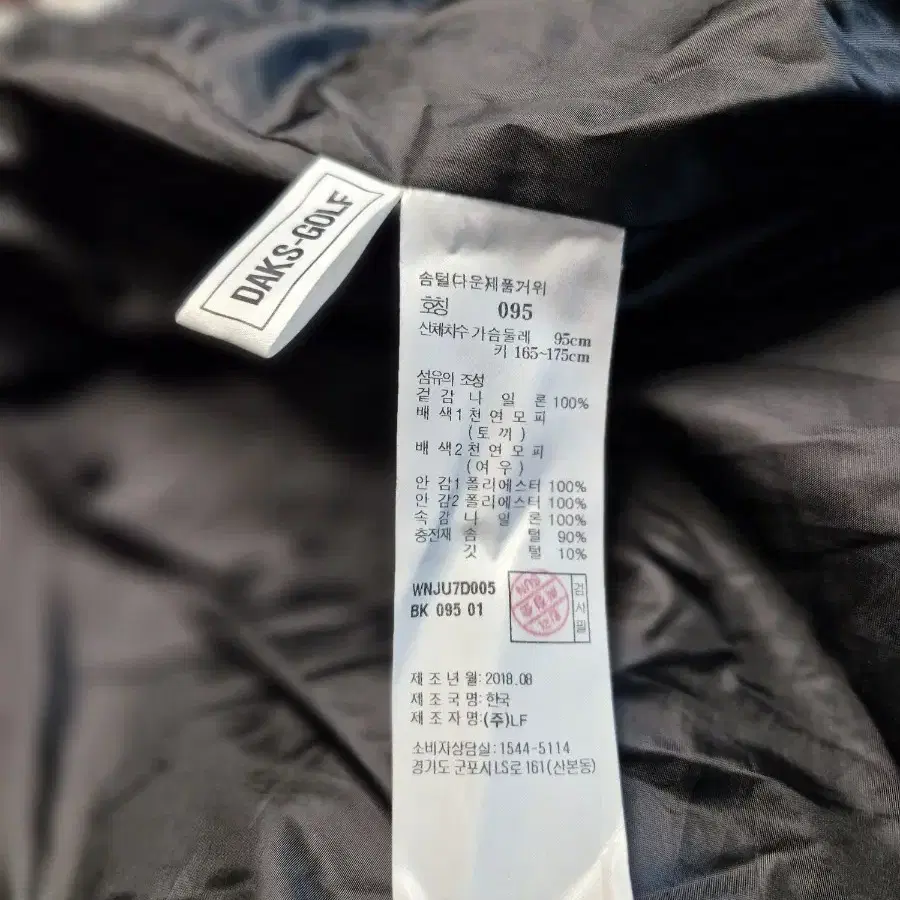 DAKS-GOLF
솜털(다운)제품거위
호칭 095
신체치수 가슴둘레 95cm
키 165~175cm
섬유의 조성
겉 감 나 일 론 100%
배 색1 천 연 모 피
( 토 끼 )
배 색2 천 연 모 피
( 여 우 )
안 감1 폴리에스터 100%
안 감2 폴리에스터 100%
속 감 나 일 론 100%
충전재 솜 털 90%
깃 털 10%
WNJU7D005
BK 095 01
검사필
제 조 년 월: 2018.08
제 조 국 명: 한국
제 조 자 명:(주)LF
소비자상담실: 1544-5114
경기도 군포시 LS로 161(산본동)